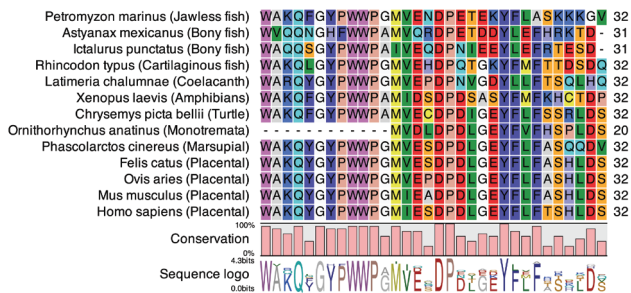 Petromyzon marinus (Jawless fish) WAKQFGYPWWPGMVENDPETEKYFLASKKKGV 32
Astyanax mexicanus (Bony fish) 31
Ictalurus punctatus (Bony fish) WAQQSGYPWWPAIVEQDPNIEEYLEFRTESD- 31
Rhincodon typus (Cartilaginous fish) WAKQLGYPWWPGMVEHDPQTGKYFMFTTDSDQ 32
Latimeria chalumnae (Coelacanth) WARQYGYPWWPGMVEPDPNVGDYLLFTSQLHQ 32
Xenopus laevis (Amphibians) WAKQYGYPWWPAMIDSDPDSASYFMFKHCTDP 32
Chrysemys picta bellii (Turtle) WAKQFGYPWWPGMVECDPDIGEYFLFSSRLDS 32
Ornithorhynchus anatinus (Monotremata) ------------MVDLDPDLGEYFVFHSPLDS 20
Phascolarctos cinereus (Marsupial) WAKQYGYPWWPGMVESDPDLGEYFLFASQQDV 32
Felis catus (Placental) WAKQYGYPWWPGMVESDPDLGEYFLFASHLDS 32
Ovis aries (Placental) WAKQYGYPWWPGMVESDPDLGEYFLFASHLDS 32
Mus musculus (Placental) WAKQYGYPWWPGMIEADPDLGEYFLFASHLDS 32
Homo sapiens (Placental) WAKQYGYPWWPGMIESDPDLGEYFLFTSHLDS 32
100%
Conservation
0%
4.3bits
Sequence logo
0.0bits